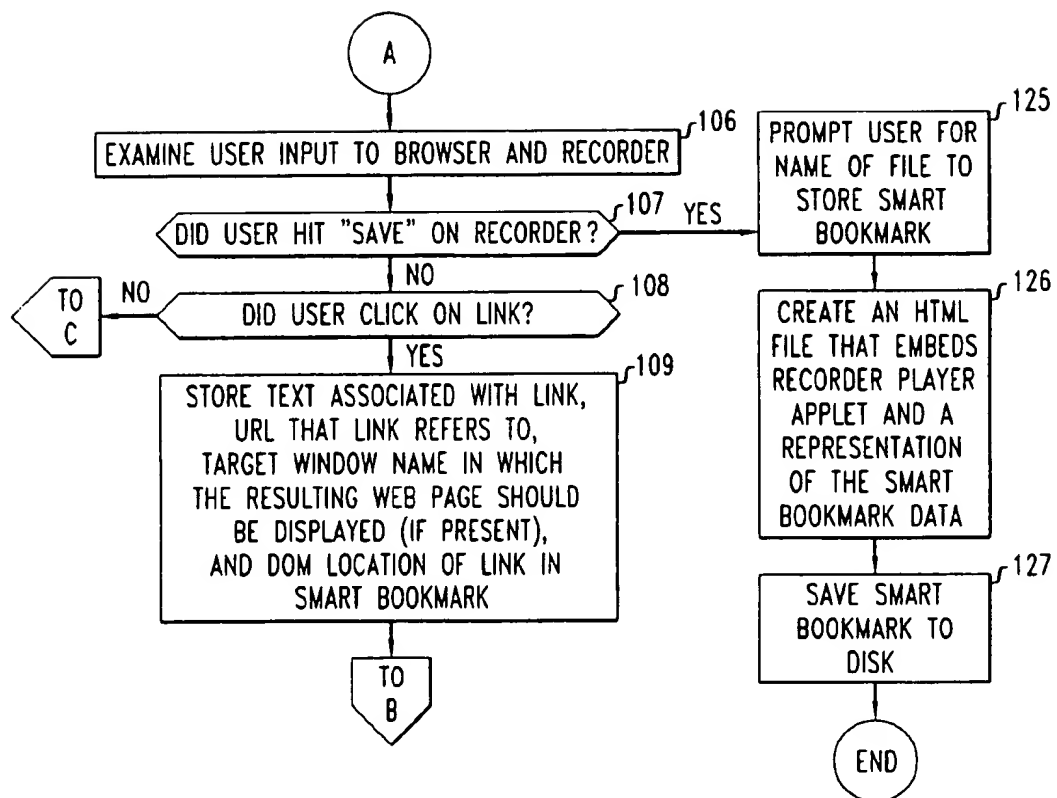 A
106
EXAMINE USER INPUT TO BROWSER AND RECORDER
107
DID USER HIT "SAVE" ON RECORDER?
YES
NO
108
DID USER CLICK ON LINK?
NO
TO
C
YES
109
STORE TEXT ASSOCIATED WITH LINK,
URL THAT LINK REFERS TO,
TARGET WINDOW NAME IN WHICH
THE RESULTING WEB PAGE SHOULD
BE DISPLAYED (IF PRESENT),
AND DOM LOCATION OF LINK IN
SMART BOOKMARK
TO
B
125
PROMPT USER FOR
NAME OF FILE TO
STORE SMART
BOOKMARK
126
CREATE AN HTML
FILE THAT EMBEDS
RECORDER PLAYER
APPLET AND A
REPRESENTATION
OF THE SMART
BOOKMARK DATA
127
SAVE SMART
BOOKMARK TO
DISK
END